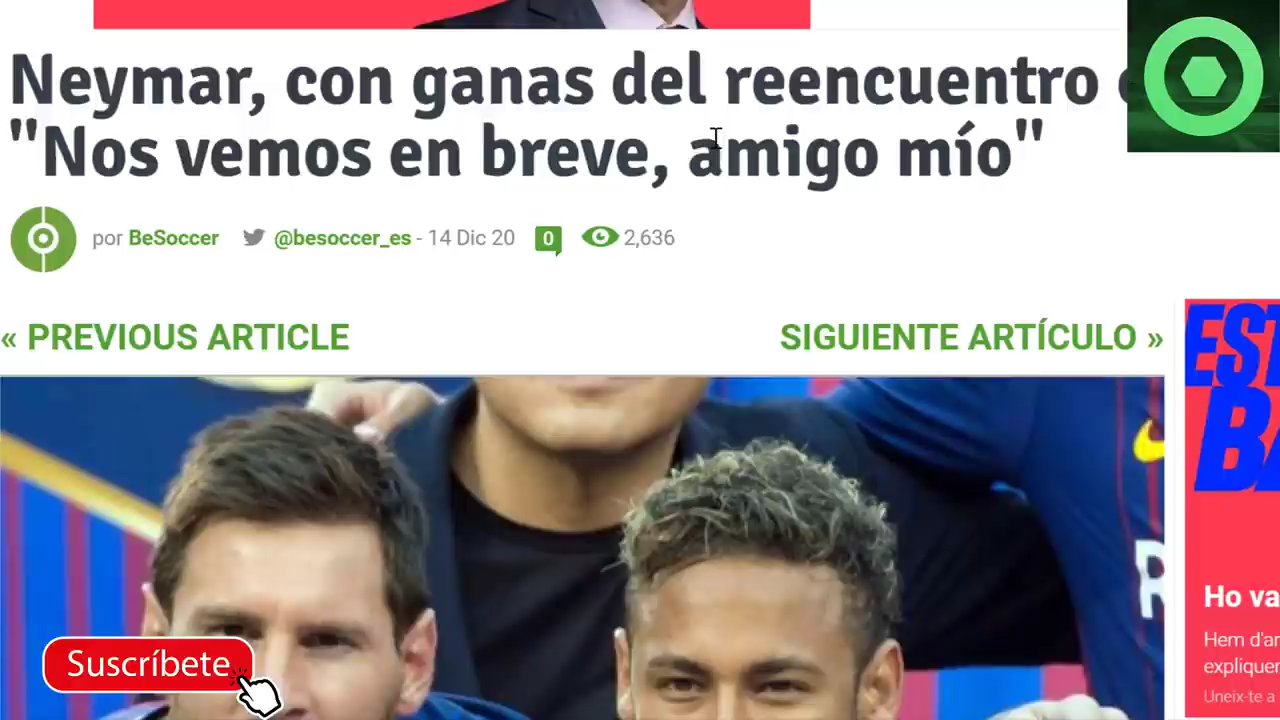 Neymar, con ganas del reencuentro
"Nos vemos en breve, amigo mío"
por BeSoccer @besoccer_es - 14 Dic 20 0 2,636
« PREVIOUS ARTICLE
SIGUIENTE ARTÍCULO »
Ho va
Hem d'ar
expliquer
Uneix-te a
Suscríbete